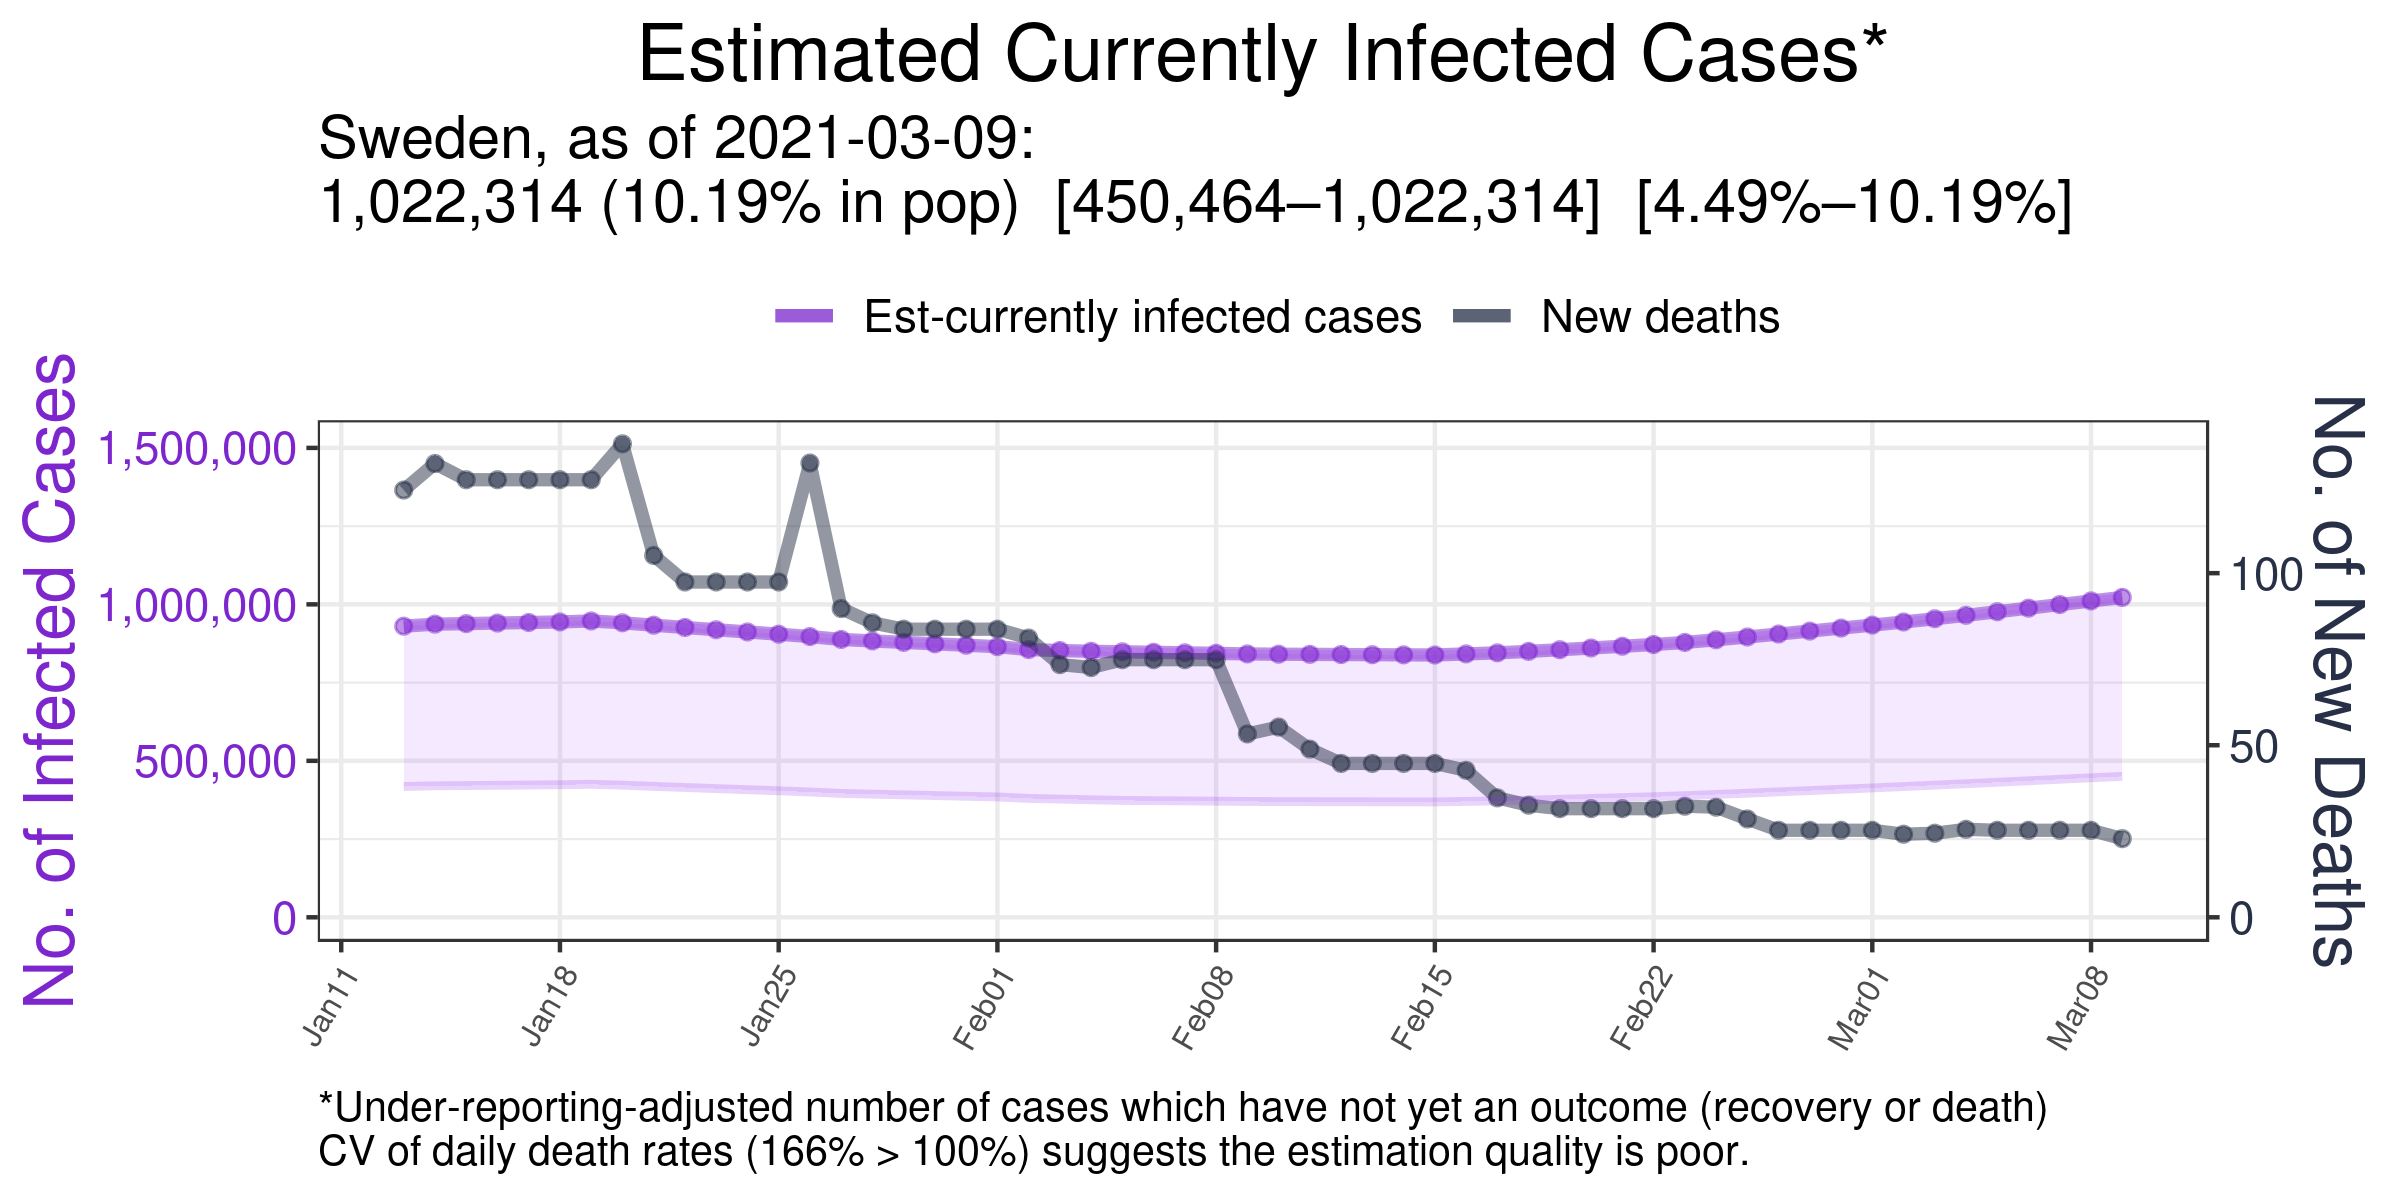 Estimated Currently Infected Cases*
Sweden, as of 2021-03-09:
1,022,314 (10.19% in pop)  [450,464–1,022,314]  [4.49%–10.19%]
Est-currently infected cases
New deaths
No. of Infected Cases
1,500,000
1,000,000
500,000
0
100
50
0
No. of New Deaths
Jan11
Jan18
Jan25
Feb01
Feb08
Feb15
Feb22
Mar01
Mar08
*Under-reporting-adjusted number of cases which have not yet an outcome (recovery or death)
CV of daily death rates (166% > 100%) suggests the estimation quality is poor.